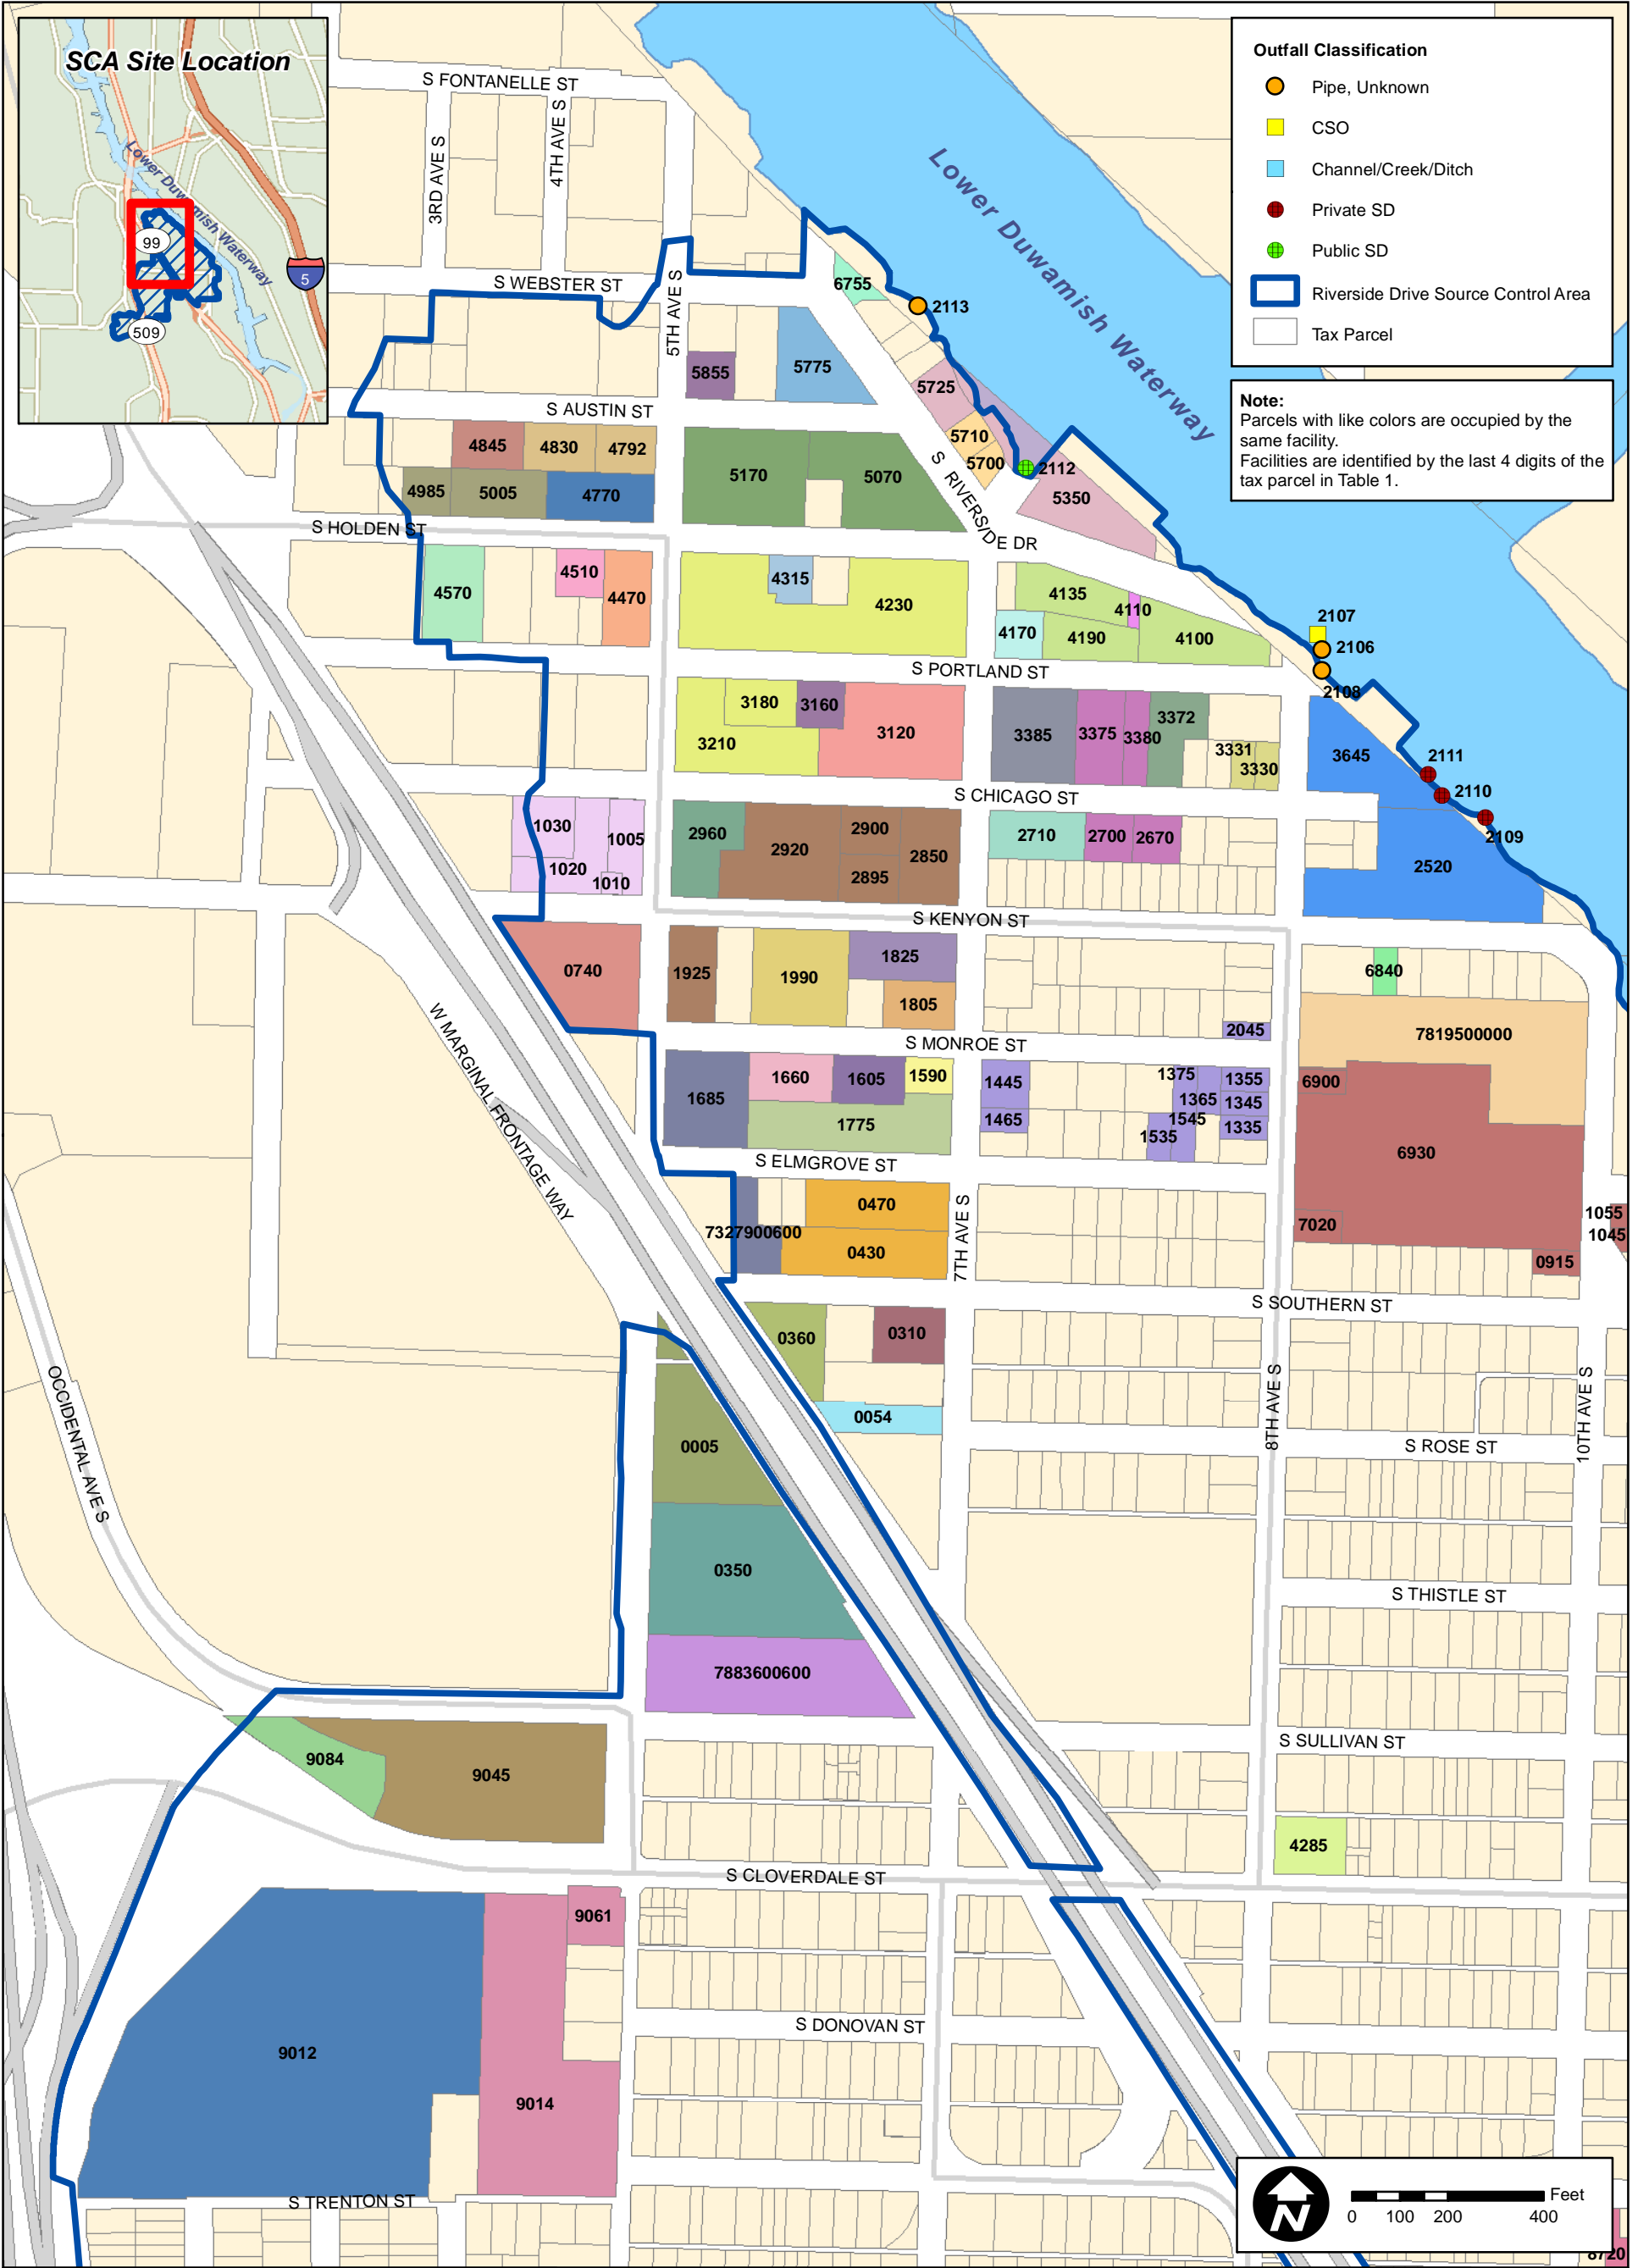 SCA Site Location
Lower Duwamish Waterway
99
5
509
Outfall Classification
Pipe, Unknown
CSO
Channel/Creek/Ditch
Private SD
Public SD
Riverside Drive Source Control Area
Tax Parcel
Note:
Parcels with like colors are occupied by the
same facility.
Facilities are identified by the last 4 digits of the
tax parcel in Table 1.
Lower Duwamish Waterway
S FONTANELLE ST
3RD AVE S
4TH AVE S
5TH AVE S
S WEBSTER ST
6755
2113
5855
5775
5725
S AUSTIN ST
4845
4830
4792
5710
5700
2112
4985
5005
4770
5170
5070
5350
S RIVERSIDE DR
S HOLDEN ST
4570
4510
4470
4315
4230
4135
4110
4170
4190
4100
2107
2106
2108
S PORTLAND ST
3180
3160
3210
3120
3385
3375
3380
3372
3331
3330
3645
2111
2110
2109
S CHICAGO ST
1030
1005
1020
1010
2960
2920
2900
2895
2850
2710
2700
2670
2520
S KENYON ST
0740
1925
1990
1825
1805
2045
6840
7819500000
W MARGINAL FRONTAGE WAY
S MONROE ST
1685
1660
1605
1590
1775
1445
1465
1375
1365
1355
1345
1545
1535
1335
6900
6930
S ELMGROVE ST
7327900600
0470
0430
7TH AVE S
7020
1055
1045
0915
S SOUTHERN ST
0360
0310
0054
0005
8TH AVE S
10TH AVE S
OCCIDENTAL AVE S
S ROSE ST
0350
S THISTLE ST
7883600600
9084
9045
S SULLIVAN ST
4285
S CLOVERDALE ST
9061
9012
9014
S DONOVAN ST
S TRENTON ST
N
Feet
0 100 200 400
8720